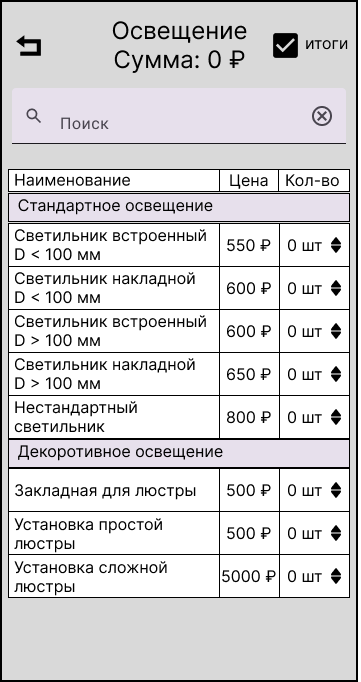 Освещение
Сумма: 0 ₽
итоги
Поиск
Наименование Цена Кол-во
Стандартное освещение
Светильник встроенный
D < 100 мм
550 ₽ 0 шт
Светильник накладной
D < 100 мм
600 ₽ 0 шт
Светильник встроенный
D > 100 мм
600 ₽ 0 шт
Светильник накладной
D > 100 мм
650 ₽ 0 шт
Нестандартный
светильник
800 ₽ 0 шт
Декоротивное освещение
Закладная для люстры 500 ₽ 0 шт
Установка простой
люстры
500 ₽ 0 шт
Установка сложной
люстры
5000 ₽ 0 шт